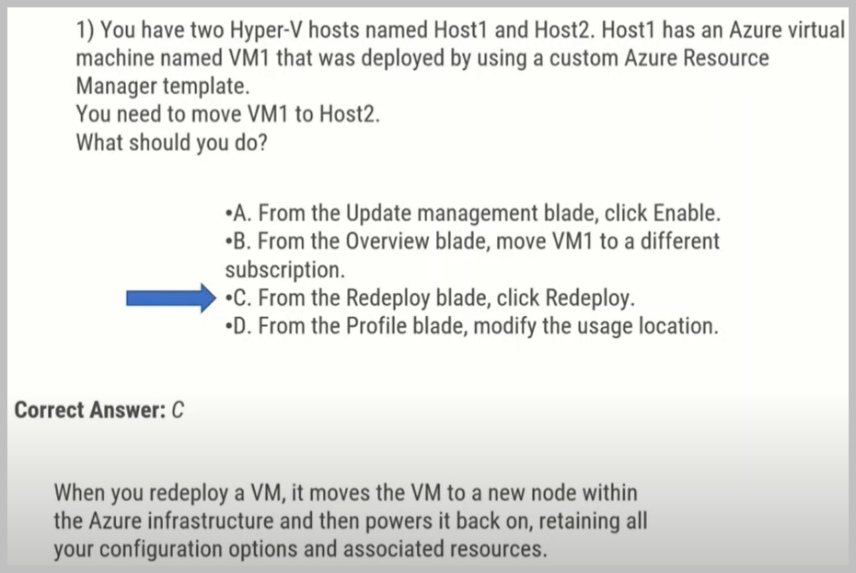 1) You have two Hyper-V hosts named Host1 and Host2. Host1 has an Azure virtual
machine named VM1 that was deployed by using a custom Azure Resource
Manager template.
You need to move VM1 to Host2.
What should you do?
•A. From the Update management blade, click Enable.
•B. From the Overview blade, move VM1 to a different
subscription.
•C. From the Redeploy blade, click Redeploy.
•D. From the Profile blade, modify the usage location.
Correct Answer: C
When you redeploy a VM, it moves the VM to a new node within
the Azure infrastructure and then powers it back on, retaining all
your configuration options and associated resources.